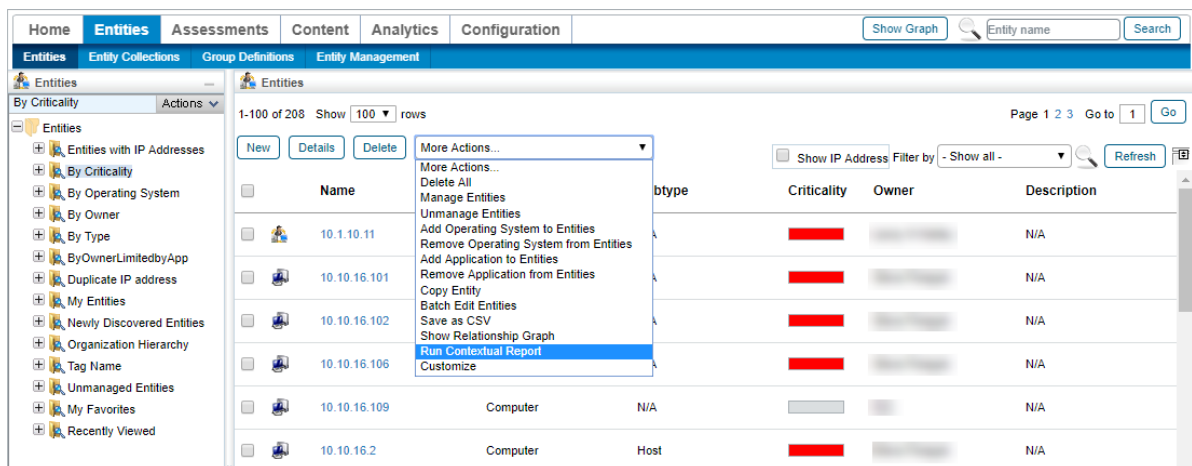 Home Entities Assessments Content Analytics Configuration Show Graph Entity name Search
Entities Entity Collections Group Definitions Entity Management
Entities
By Criticality Actions
Entities
Entities with IP Addresses
By Criticality
By Operating System
By Owner
By Type
ByOwnerLimitedbyApp
Duplicate IP address
My Entities
Newly Discovered Entities
Organization Hierarchy
Tag Name
Unmanaged Entities
My Favorites
Recently Viewed
Entities
1-100 of 208 Show 100 rows Page 1 2 3 Go to 1 Go
New Details Delete More Actions... Show IP Address Filter by - Show all - Refresh
More Actions...
Delete All
Manage Entities
Unmanage Entities
Add Operating System to Entities
Remove Operating System from Entities
Add Application to Entities
Remove Application from Entities
Copy Entity
Batch Edit Entities
Save as CSV
Show Relationship Graph
Run Contextual Report
Customize
Name btype Criticality Owner Description
10.1.10.11 N/A
10.10.16.101 N/A
10.10.16.102 N/A
10.10.16.106 N/A
10.10.16.109 Computer N/A N/A
10.10.16.2 Computer Host N/A